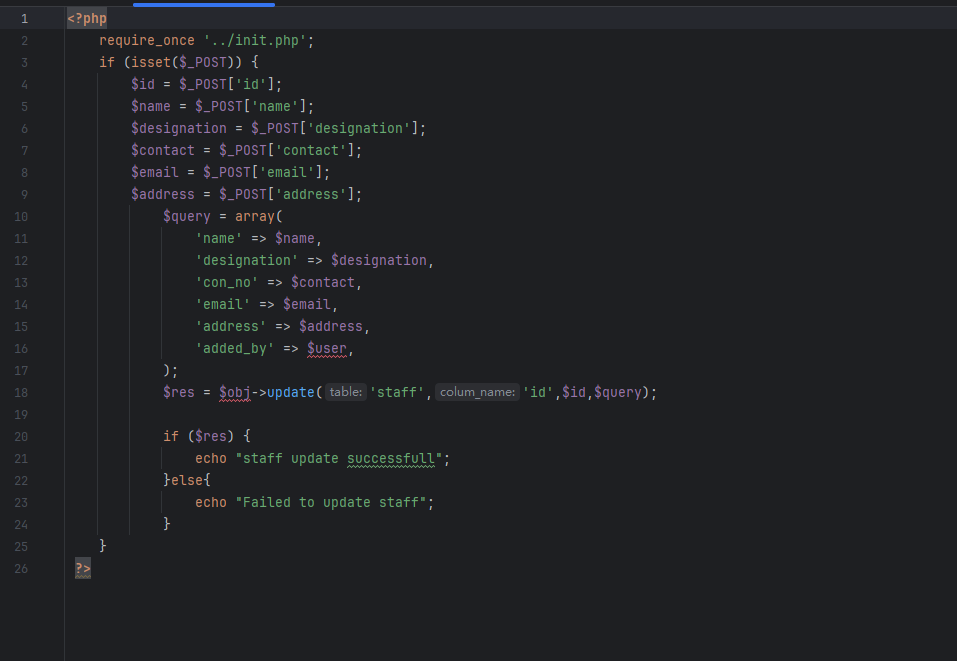 1 <?php
2 require_once '../init.php';
3 if (isset($_POST)) {
4 $id = $_POST['id'];
5 $name = $_POST['name'];
6 $designation = $_POST['designation'];
7 $contact = $_POST['contact'];
8 $email = $_POST['email'];
9 $address = $_POST['address'];
10 $query = array(
11 'name' => $name,
12 'designation' => $designation,
13 'con_no' => $contact,
14 'email' => $email,
15 'address' => $address,
16 'added_by' => $user,
17 );
18 $res = $obj->update( table: 'staff', colum_name: 'id',$id,$query);
19
20 if ($res) {
21 echo "staff update successfull";
22 }else{
23 echo "Failed to update staff";
24 }
25 }
26 ?>